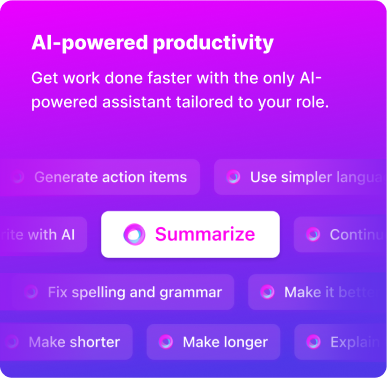 AI-powered productivity
Get work done faster with the only AI-
powered assistant tailored to your role.
Generate action items
Use simpler
with AI
Summarize
Fix spelling and grammar
Make it
Make shorter
Make longer
Explain